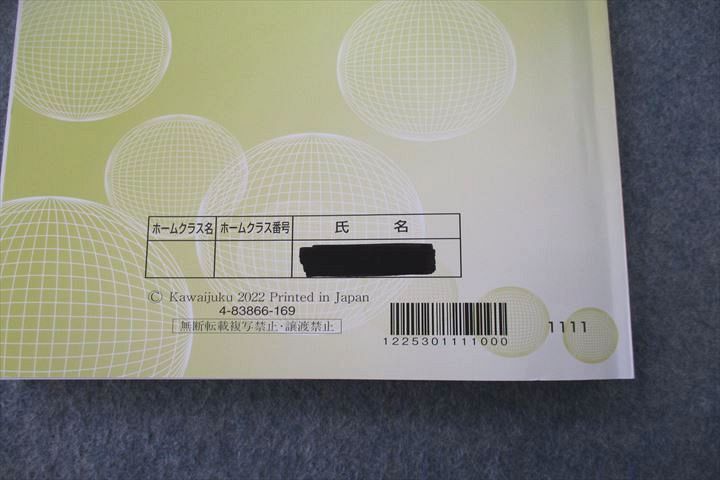 ホームクラス名 ホームクラス番号 氏 名
© Kawaijuku 2022 Printed in Japan
4-83866-169
無断転載複写禁止・譲渡禁止
1225301111000
1111